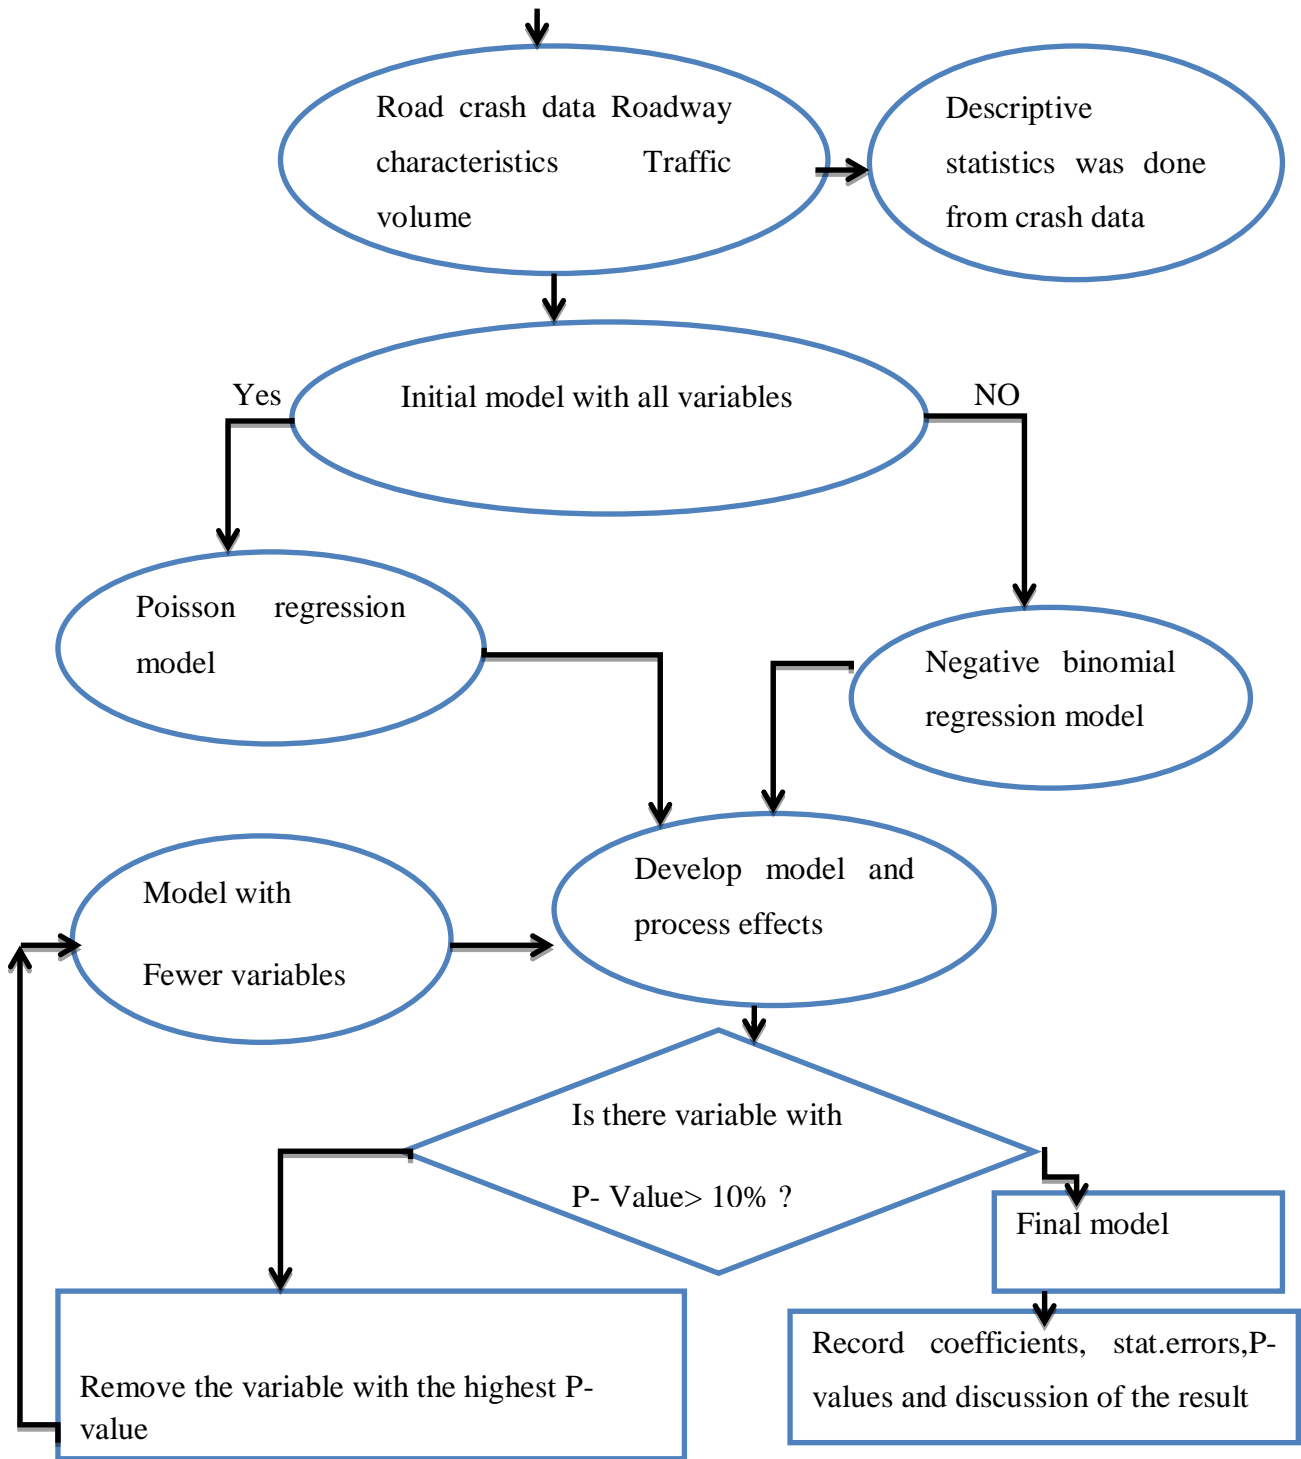 Road crash data Roadway
characteristics Traffic
volume
Descriptive
statistics was done
from crash data
Yes
Initial model with all variables
NO
Poisson regression
model
Negative binomial
regression model
Model with
Fewer variables
Develop model and
process effects
Is there variable with
P- Value> 10% ?
Final model
Remove the variable with the highest P-
value
Record coefficients, stat.errors,P-
values and discussion of the result